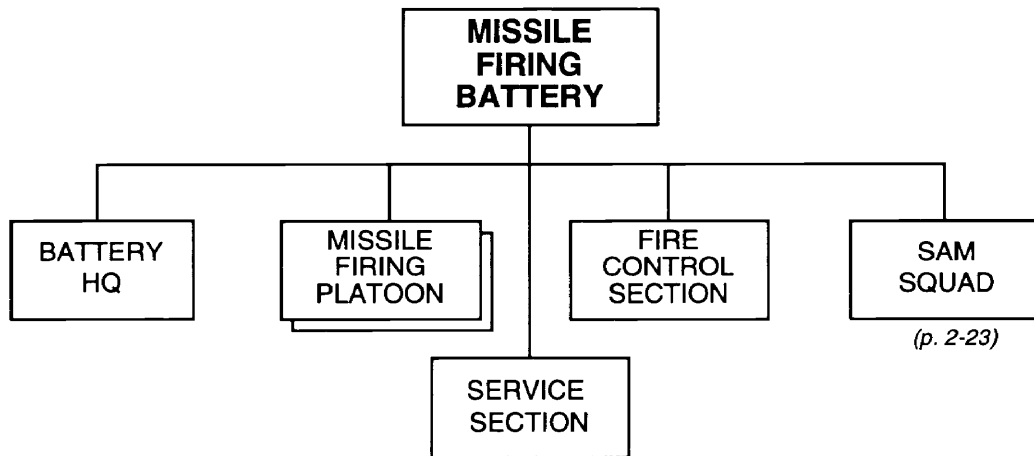 MISSILE
FIRING
BATTERY
BATTERY
HQ
MISSILE
FIRING
PLATOON
FIRE
CONTROL
SECTION
SAM
SQUAD
(p. 2-23)
SERVICE
SECTION